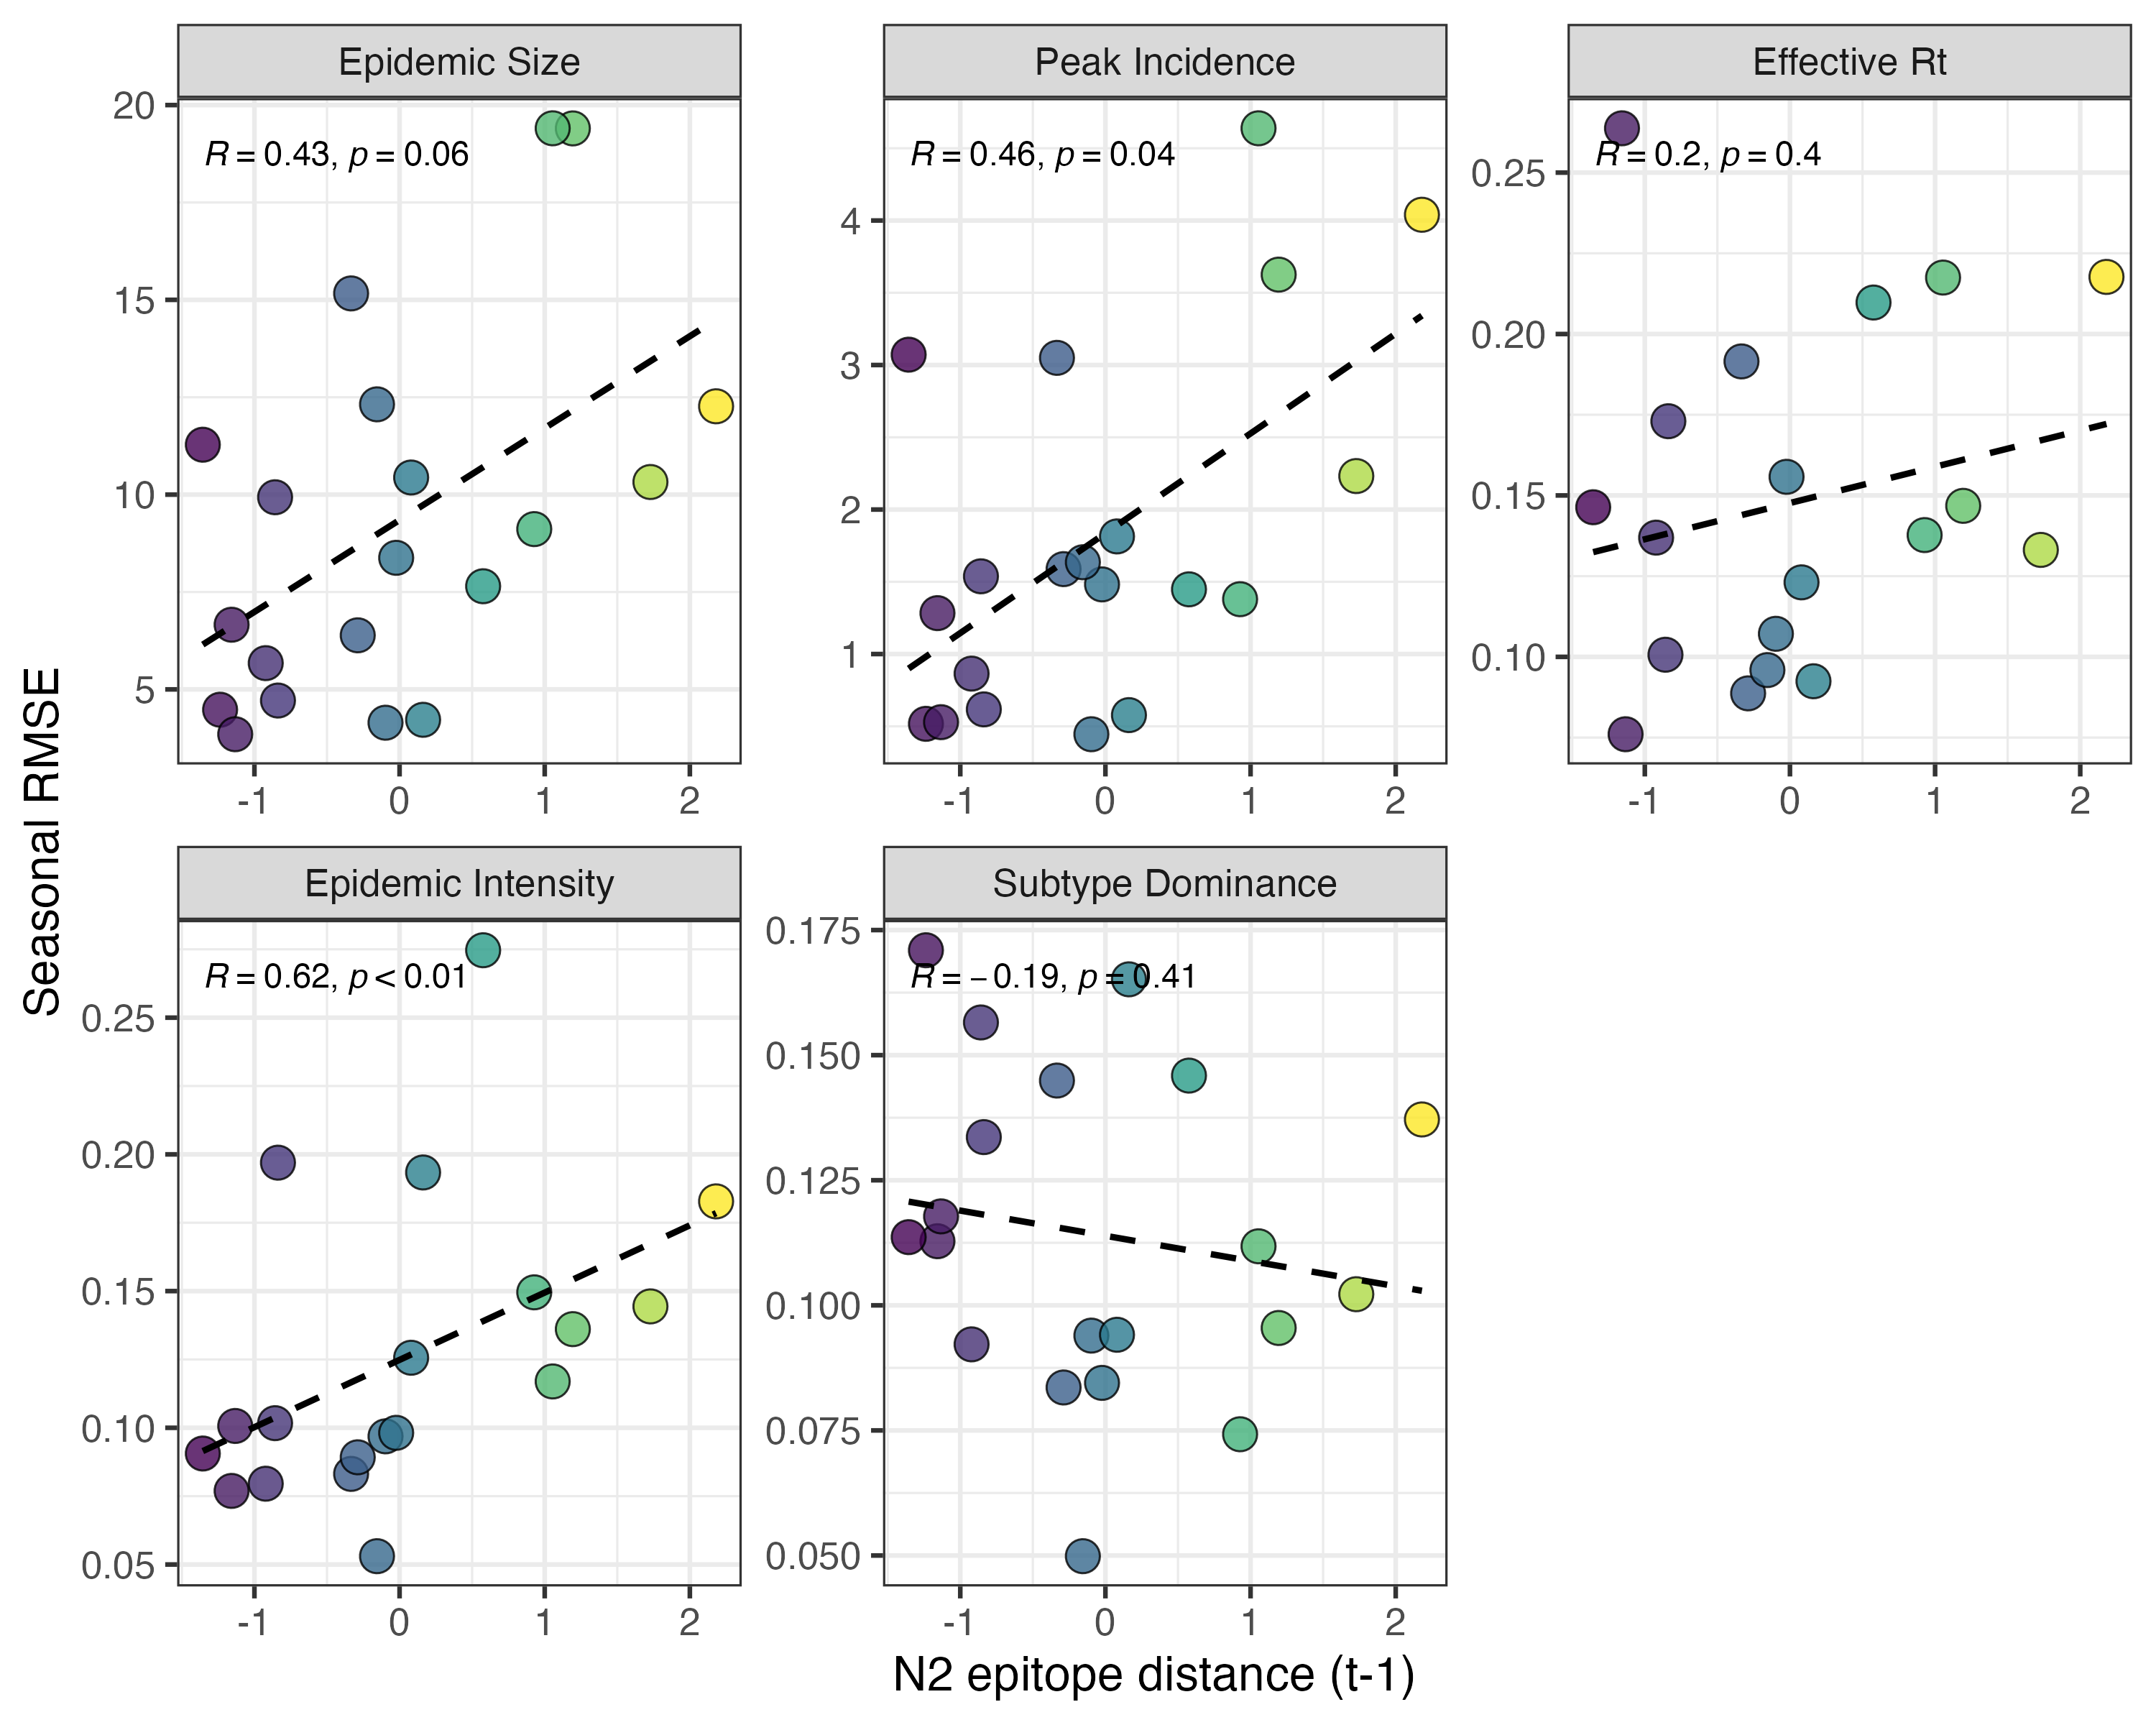 Epidemic Size
Peak Incidence
Effective Rt
R = 0.43, p = 0.06
R = 0.46, p = 0.04
R = 0.2, p = 0.4
20
15
10
5
4
3
2
1
0.25
0.20
0.15
0.10
-1 0 1 2
-1 0 1 2
-1 0 1 2
Seasonal RMSE
Epidemic Intensity
Subtype Dominance
R = 0.62, p < 0.01
R = − 0.19, p = 0.41
0.25
0.20
0.15
0.10
0.05
0.175
0.150
0.125
0.100
0.075
0.050
-1 0 1 2
-1 0 1 2
N2 epitope distance (t-1)